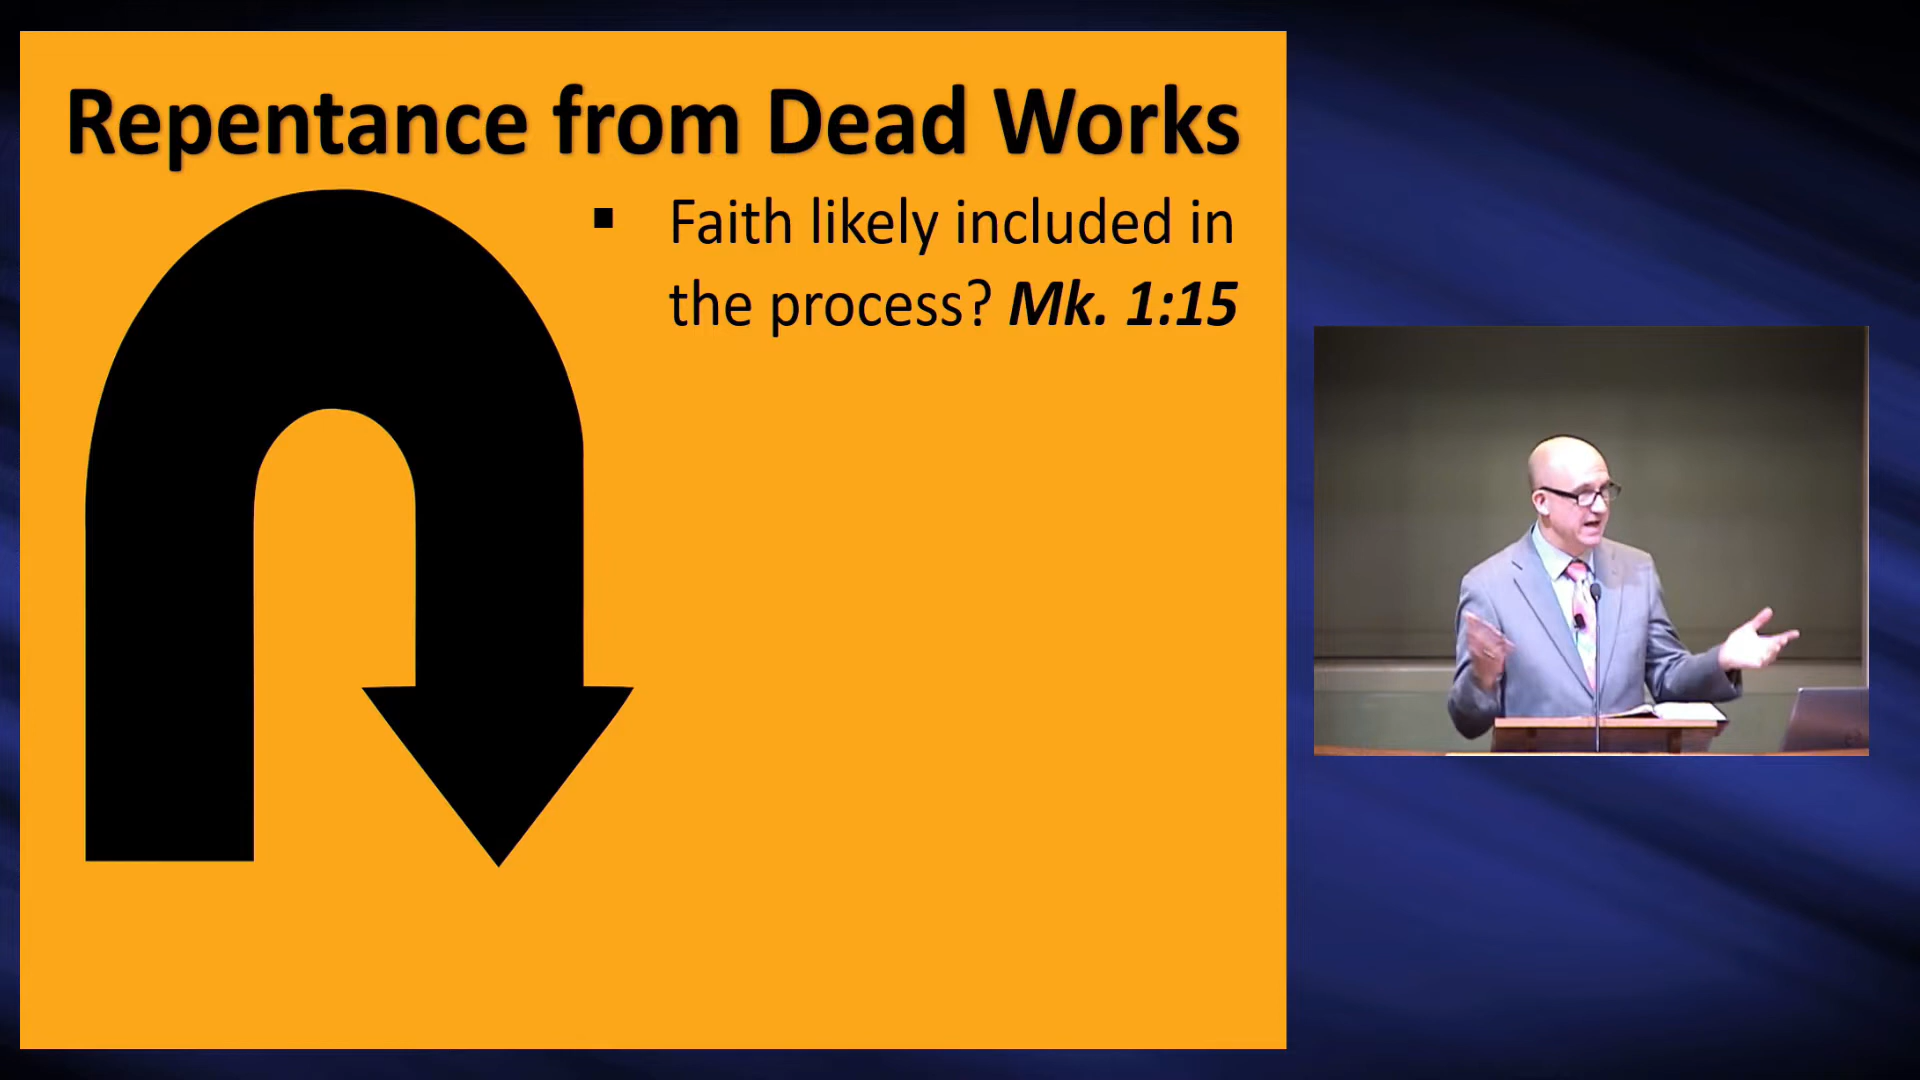 Repentance from Dead Works
▪ Faith likely included in
the process? Mk. 1:15